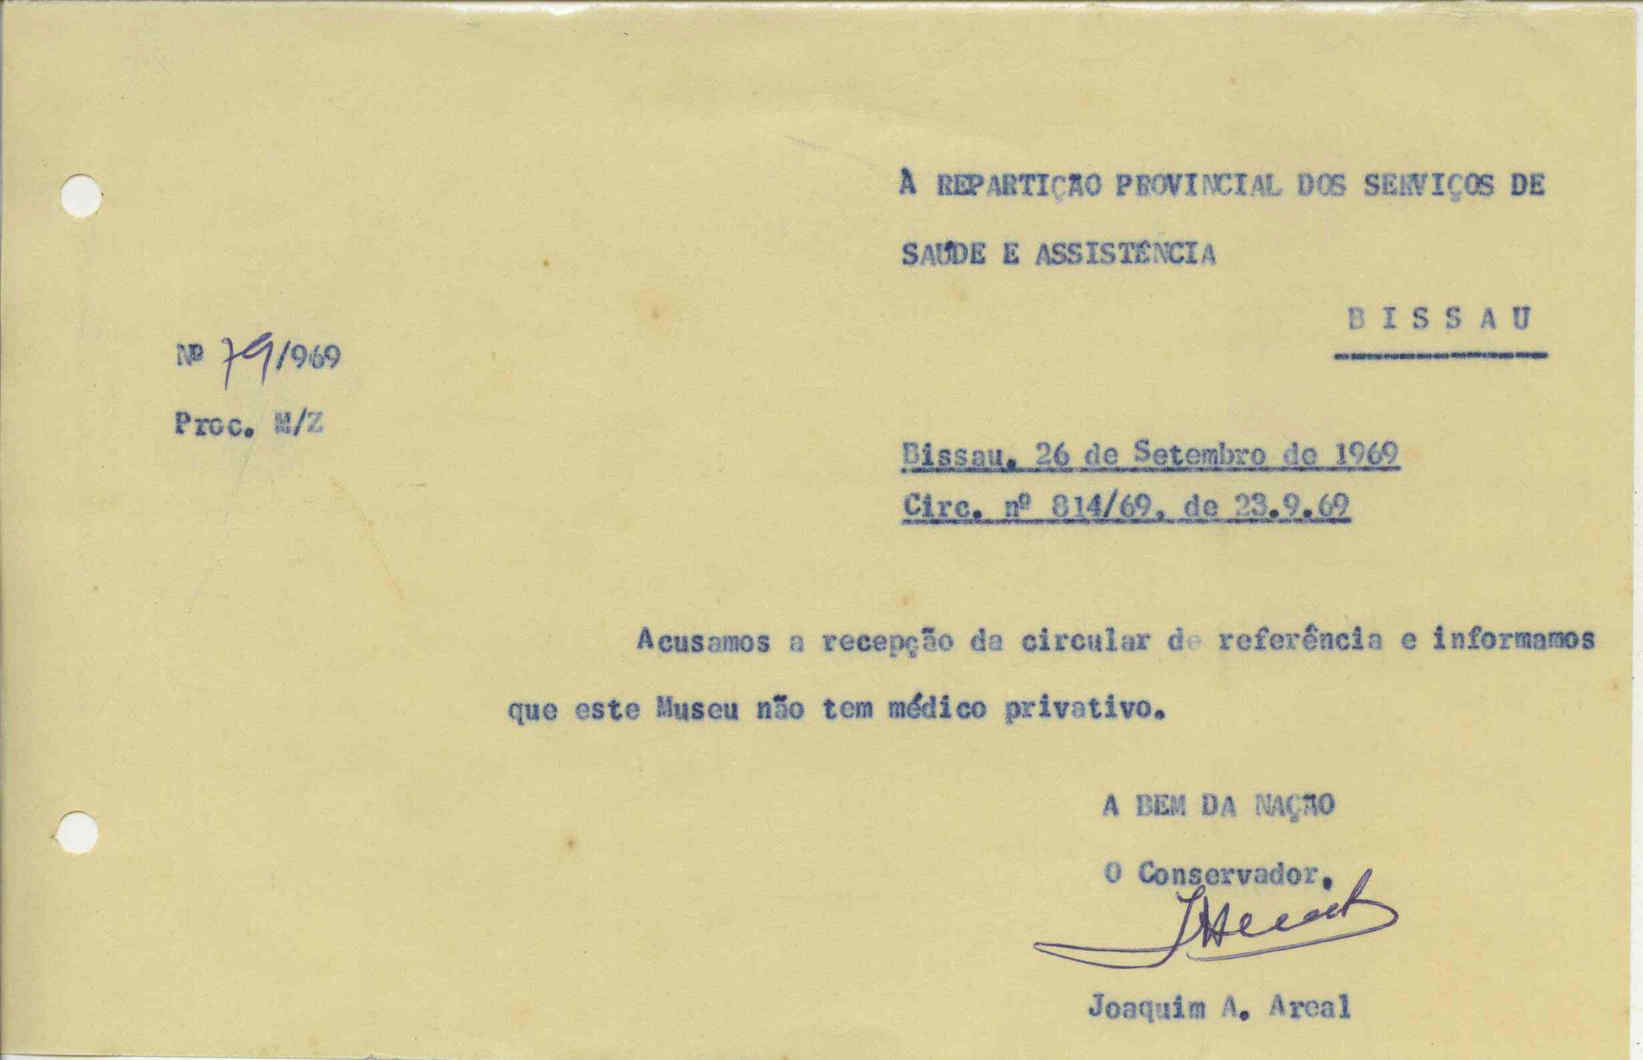 À REPARTIÇÃO PROVINCIAL DOS SERVIÇOS DE
SAÚDE E ASSISTÊNCIA
BISSAU
Nº 79/969
Proc. M/Z
Bissau, 26 de Setembro de 1969
Circ. nº 814/69, de 23.9.69
Acusamos a recepção da circular de referência e informamos
que este Museu não tem médico privativo.
A BEM DA NAÇÃO
O Conservador,
JAreal
Joaquim A. Areal